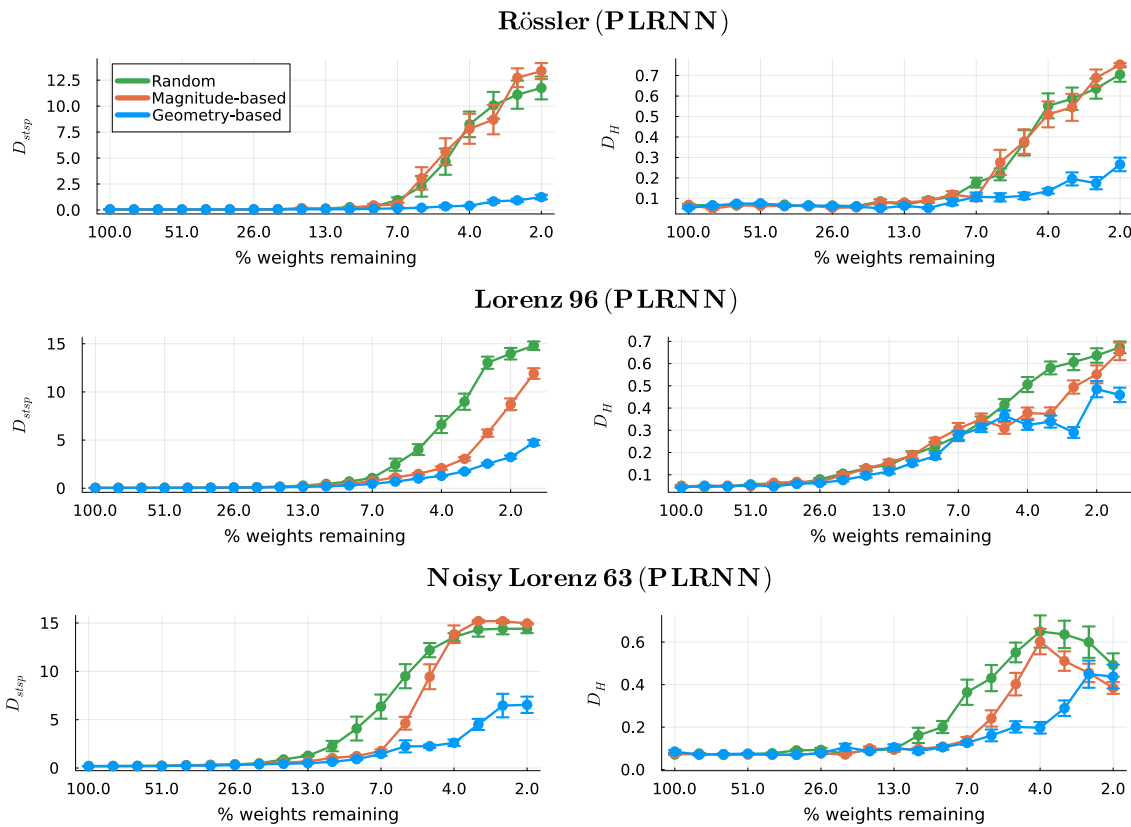 Rössler (PLRNN)
12.5
10.0
7.5
5.0
2.5
0.0
D_stsp
Random
Magnitude-based
Geometry-based
100.0 51.0 26.0 13.0 7.0 4.0 2.0
% weights remaining
0.7
0.6
0.5
0.4
0.3
0.2
0.1
D_H
100.0 51.0 26.0 13.0 7.0 4.0 2.0
% weights remaining
Lorenz 96 (PLRNN)
15
10
5
0
D_stsp
100.0 51.0 26.0 13.0 7.0 4.0 2.0
% weights remaining
0.7
0.6
0.5
0.4
0.3
0.2
0.1
D_H
100.0 51.0 26.0 13.0 7.0 4.0 2.0
% weights remaining
Noisy Lorenz 63 (PLRNN)
15
10
5
0
D_stsp
100.0 51.0 26.0 13.0 7.0 4.0 2.0
% weights remaining
0.6
0.4
0.2
0.0
D_H
100.0 51.0 26.0 13.0 7.0 4.0 2.0
% weights remaining